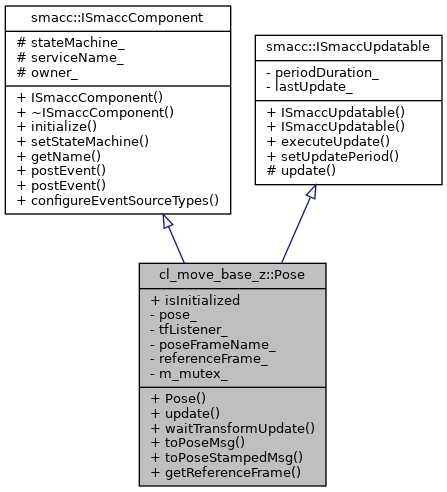 smacc::ISmaccComponent
# stateMachine_
# serviceName_
# owner_
+ ISmaccComponent()
+ ~ISmaccComponent()
+ initialize()
+ setStateMachine()
+ getName()
+ postEvent()
+ postEvent()
+ configureEventSourceTypes()
smacc::ISmaccUpdatable
- periodDuration_
- lastUpdate_
+ ISmaccUpdatable()
+ ISmaccUpdatable()
+ executeUpdate()
+ setUpdatePeriod()
# update()
cl_move_base_z::Pose
+ isInitialized
- pose_
- tfListener_
- poseFrameName_
- referenceFrame_
- m_mutex_
+ Pose()
+ update()
+ waitTransformUpdate()
+ toPoseMsg()
+ toPoseStampedMsg()
+ getReferenceFrame()